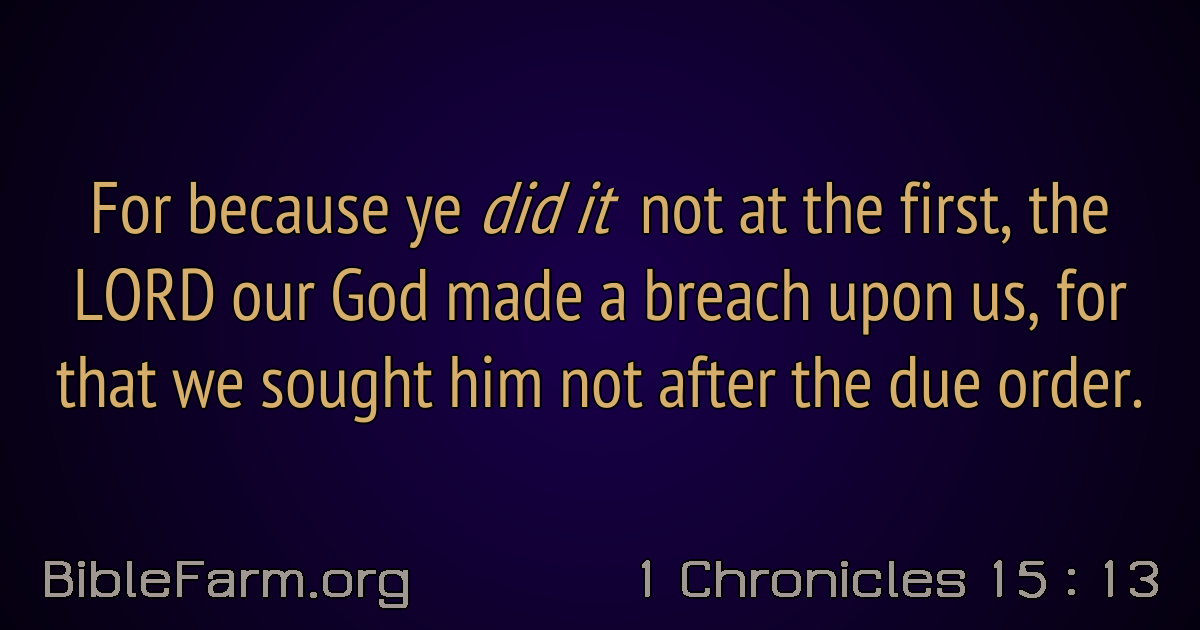 For because ye did it not at the first, the
LORD our God made a breach upon us, for
that we sought him not after the due order.
BibleFarm.org
1 Chronicles 15 : 13